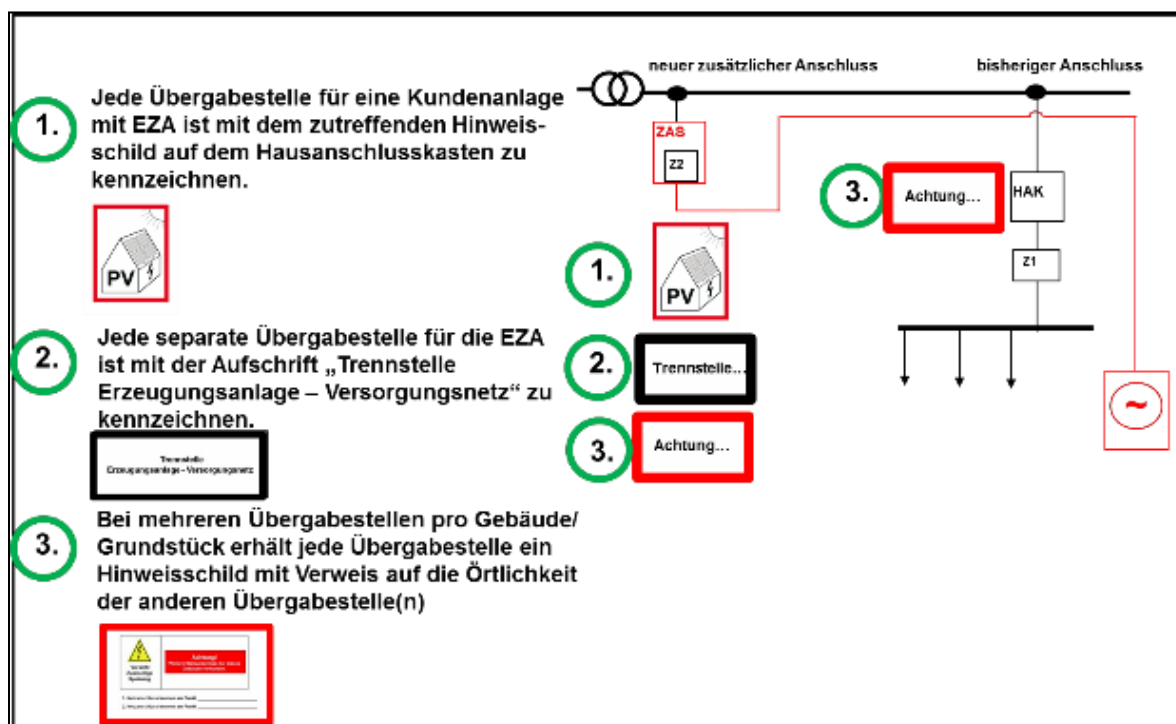 1.
Jede Übergabestelle für eine Kundenanlage
mit EZA ist mit dem zutreffenden Hinweis-
schild auf dem Hausanschlusskasten zu
kennzeichnen.
PV
2.
Jede separate Übergabestelle für die EZA
ist mit der Aufschrift „Trennstelle
Erzeugungsanlage – Versorgungsnetz“ zu
kennzeichnen.
Trennstelle
Erzeugungsanlage – Versorgungsnetz
3.
Bei mehreren Übergabestellen pro Gebäude/
Grundstück erhält jede Übergabestelle ein
Hinweisschild mit Verweis auf die Örtlichkeit
der anderen Übergabestelle(n)
Achtung!
neuer zusätzlicher Anschluss
bisheriger Anschluss
ZAS
Z2
3.
Achtung...
HAK
Z1
1.
PV
2.
Trennstelle...
3.
Achtung...
~